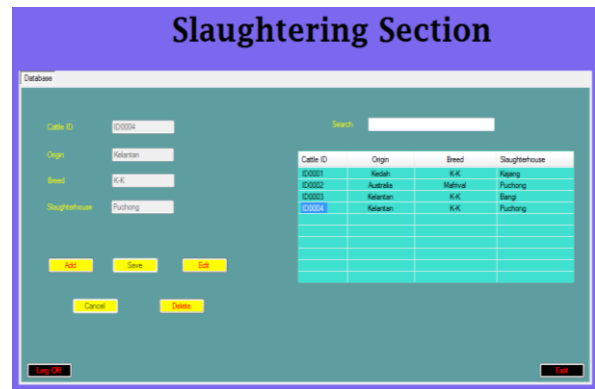 Slaughtering Section
Database
Cattle ID ID0004
Search
Origin Kelantan
Breed K-K
Slaughterhouse Puchong
Cattle ID Origin Breed Slaughterhouse
ID0001 Kedah K-K Kajang
ID0002 Australia Mafrival Puchong
ID0003 Kelantan K-K Bangi
ID0004 Kelantan K-K Puchong
Add Save Edit
Cancel Delete
Log Off Exit